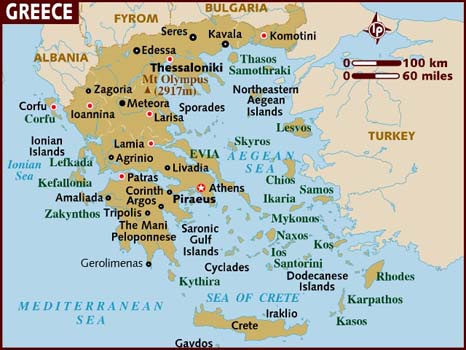 GREECE
BULGARIA
FYROM
ALBANIA
Seres
Kavala
Komotini
Edessa
Thessaloniki
Thasos
Samothraki
100 km
60 miles
lp
Mt Olympus
(2917m)
Zagoria
Meteora
Corfu
Corfu
Ioannina
Larisa
Sporades
Northeastern
Aegean
Islands
Lesvos
TURKEY
Ionian
Islands
Lamia
Skyros
Ionian
Sea
Lefkada
Agrinio
EVIA
AEGEAN
SEA
Livadia
Kefallonia
Patras
Chios
Samos
Athens
Corinth
Piraeus
Ikaria
Amaliada
Argos
Zakynthos
Tripolis
Mykonos
The Mani
Peloponnese
Saronic
Gulf
Islands
Naxos
Kos
Ios
Santorini
Gerolimenas
Cyclades
Dodecanese
Islands
Rhodes
Kythira
Karpathos
MEDITERRANEAN
SEA
SEA OF CRETE
Iraklio
Kasos
Crete
Gavdos